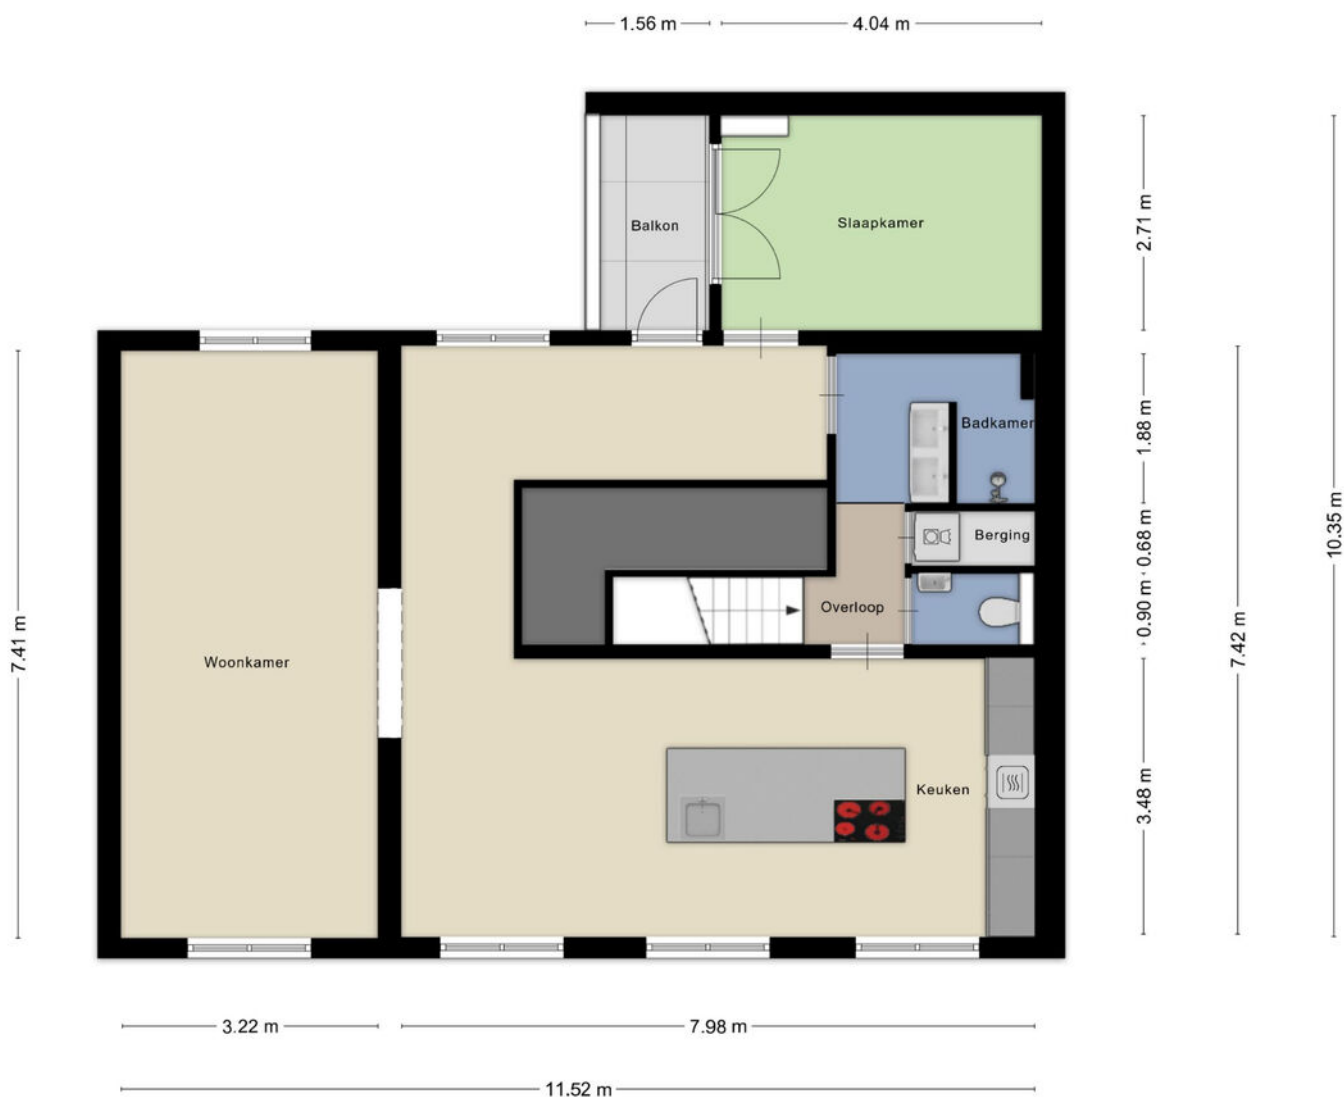 1.56 m
4.04 m
Balkon
Slaapkamer
2.71 m
Badkamer
1.88 m
10.35 m
Berging
0.68 m
Overloop
0.90 m
7.41 m
Woonkamer
7.42 m
Keuken
3.48 m
3.22 m
7.98 m
11.52 m